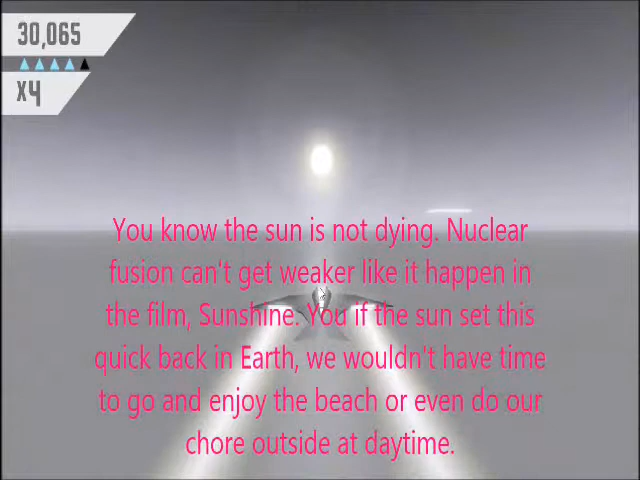 30,065
X4
You know the sun is not dying. Nuclear
fusion can't get weaker like it happen in
the film, Sunshine. You if the sun set this
quick back in Earth, we wouldn't have time
to go and enjoy the beach or even do our
chore outside at daytime.